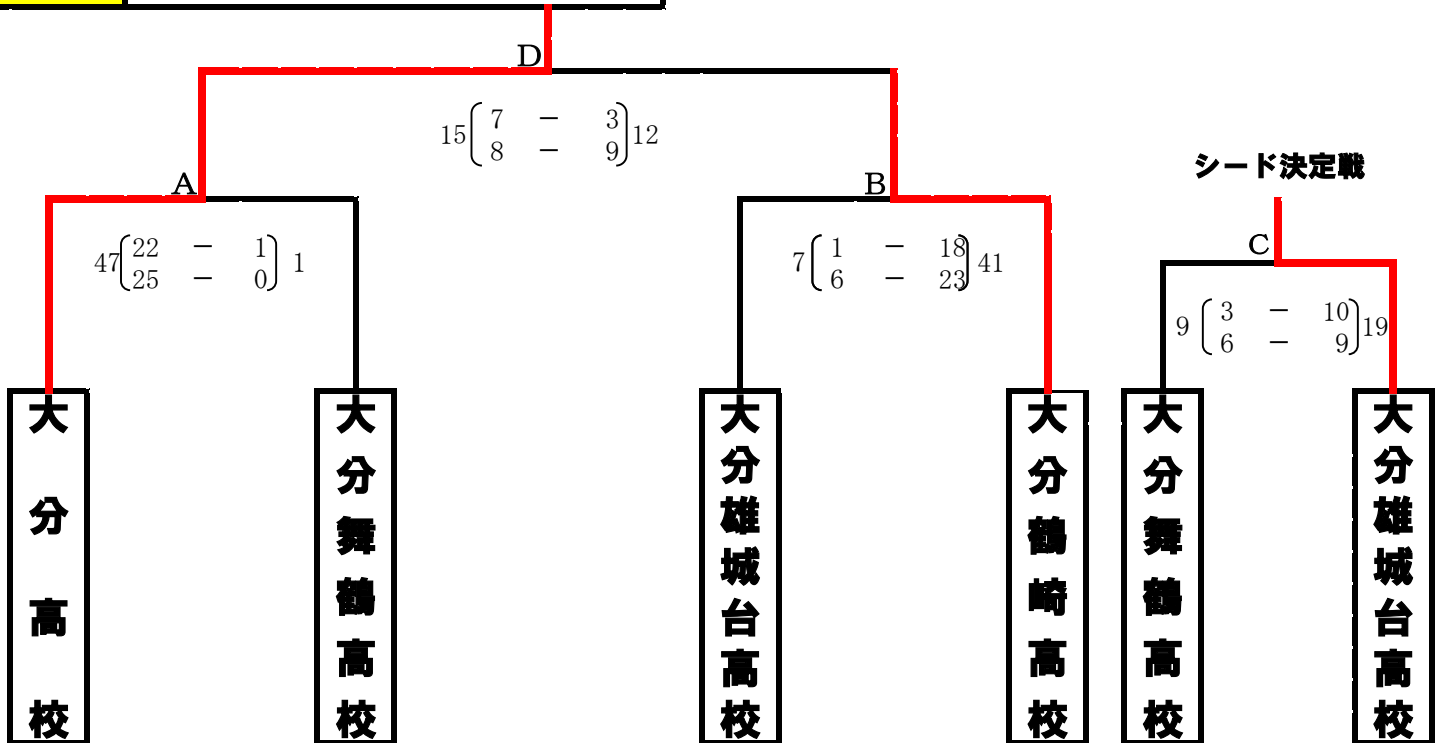 D
15 7 － 3 12
8 － 9
シード決定戦
A
B
47 22 － 1 1
25 － 0
7 1 － 18 41
6 － 23
C
9 3 － 10 19
6 － 9
大分高校
大分舞鶴高校
大分雄城台高校
大分鶴崎高校
大分舞鶴高校
大分雄城台高校